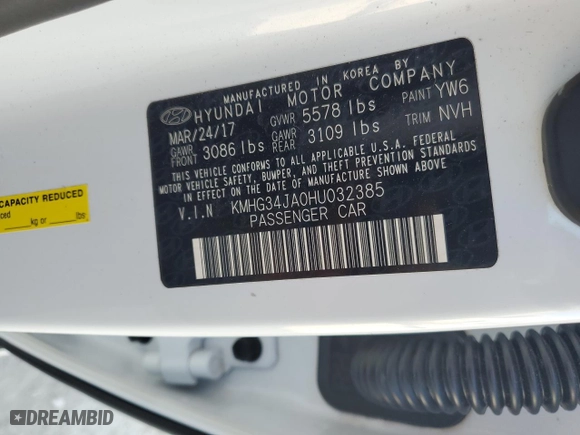 MANUFACTURED IN KOREA BY
HYUNDAI MOTOR COMPANY
MAR/24/17 GVWR 5578 lbs PAINT YW6
GAWR FRONT 3086 lbs GAWR REAR 3109 lbs TRIM NVH
THIS VEHICLE CONFORMS TO ALL APPLICABLE U.S.A. FEDERAL
MOTOR VEHICLE SAFETY, BUMPER, AND THEFT PREVENTION STANDARDS
IN EFFECT ON THE DATE OF MANUFACTURE SHOWN ABOVE.
V.I.N KMHG34JA0HU032385
PASSENGER CAR
CAPACITY REDUCED
kg or lbs
DREAMBID